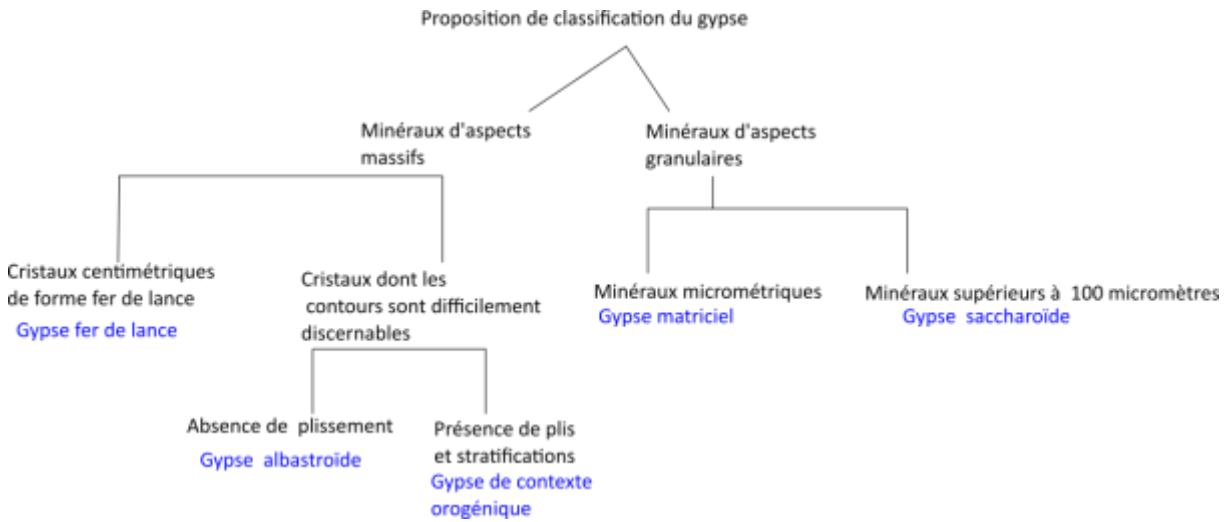 Proposition de classification du gypse
Minéraux d'aspects
massifs
Minéraux d'aspects
granulaires
Cristaux centimétriques
de forme fer de lance
Gypse fer de lance
Cristaux dont les
contours sont difficilement
discernables
Minéraux micrométriques
Gypse matriciel
Minéraux supérieurs à 100 micromètres
Gypse saccharoïde
Absence de plissement
Gypse albastroïde
Présence de plis
et stratifications
Gypse de contexte
orogénique